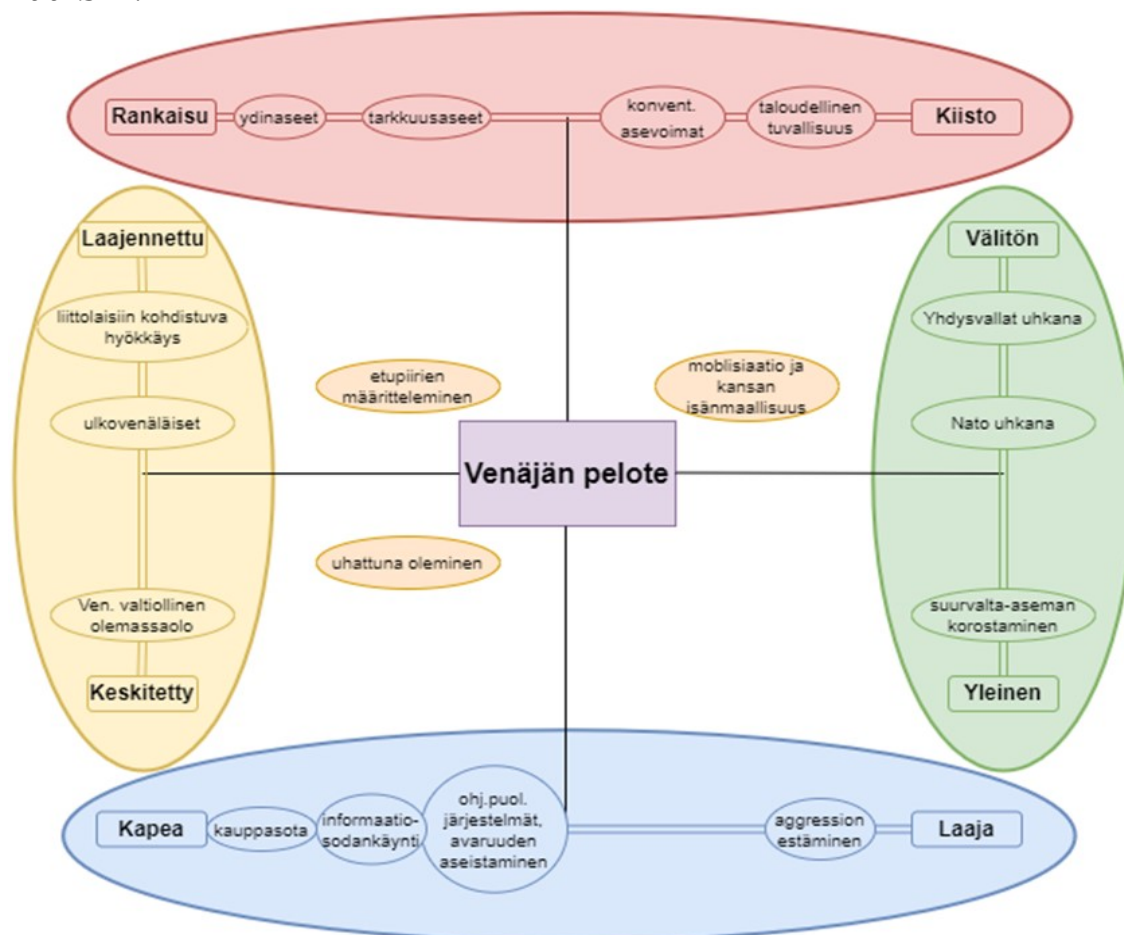 Rankaisu
ydinaseet
tarkkuusaseet
konvent.
asevoimat
taloudellinen
tuvallisuus
Kiisto
Laajennettu
liittolaisiin kohdistuva
hyökkäys
ulkovenäläiset
Ven. valtiollinen
olemassaolo
Keskitetty
etupiirien
määritteleminen
moblisiaatio ja
kansan
isänmaallisuus
Venäjän pelote
uhattuna oleminen
Välitön
Yhdysvallat uhkana
Nato uhkana
suurvalta-aseman
korostaminen
Yleinen
Kapea
kauppasota
informaatio-
sodankäynti
ohj.puol.
järjestelmät,
avaruuden
aseistaminen
aggression
estäminen
Laaja